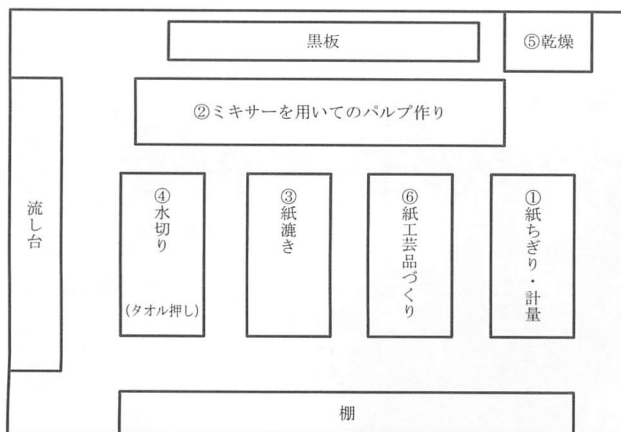 黒板
⑤乾燥
②ミキサーを用いてのパルプ作り
流し台
④水切り
(タオル押し)
③紙漉き
⑥紙工芸品づくり
①紙ちぎり・計量
棚